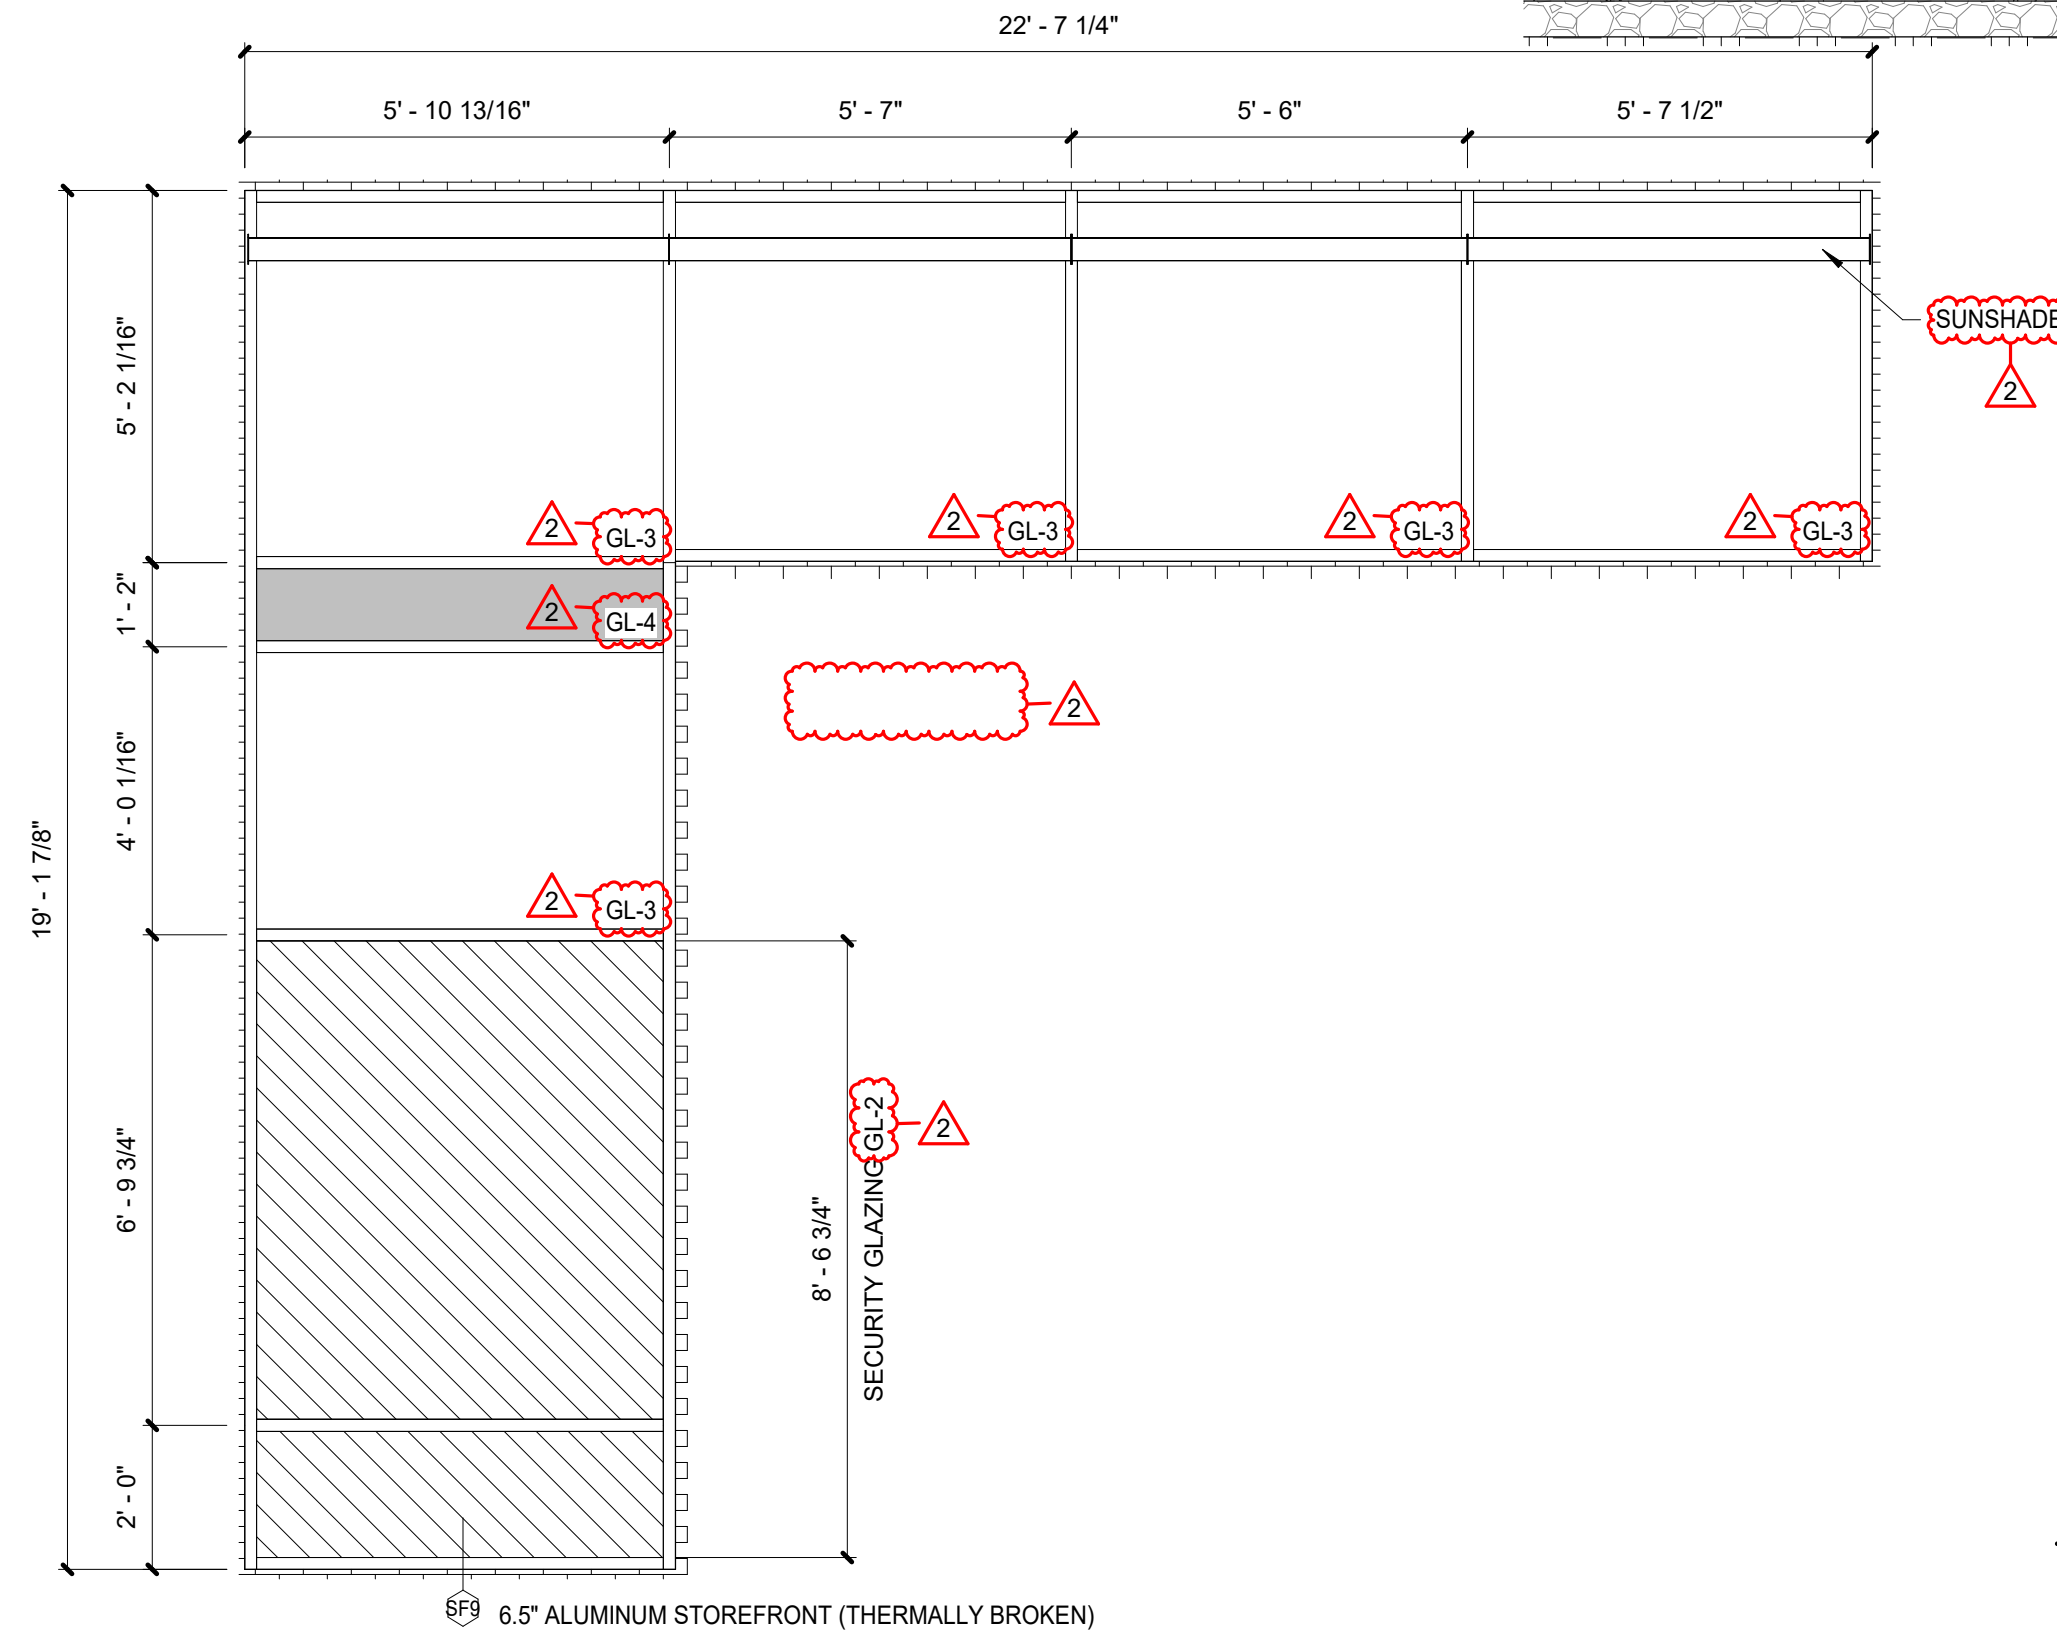 22' - 7 1/4"
5' - 10 13/16"
5' - 7"
5' - 6"
5' - 7 1/2"
5' - 2 1/16"
1' - 2"
4' - 0 1/16"
6' - 9 3/4"
2' - 0"
19' - 1 7/8"
SUNSHADE
2
2
GL-3
2
GL-3
2
GL-3
2
GL-3
2
GL-4
2
2
GL-3
8' - 6 3/4"
SECURITY GLAZING GL-2
2
SF9
6.5" ALUMINUM STOREFRONT (THERMALLY BROKEN)